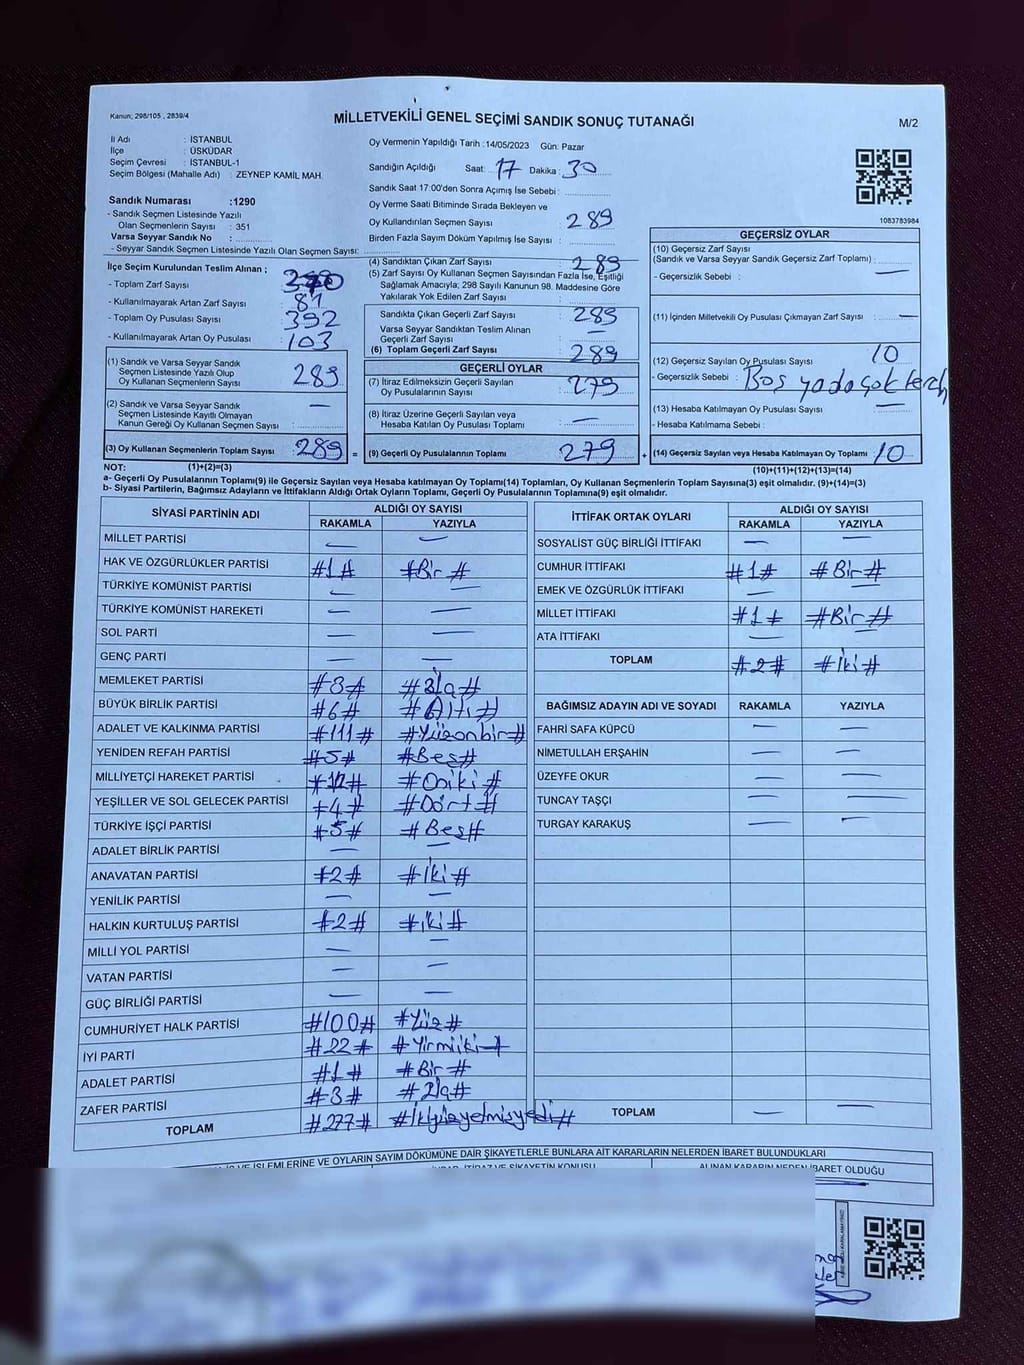 Kanun; 298/105 , 2839/4
MİLLETVEKİLİ GENEL SEÇİMİ SANDIK SONUÇ TUTANAĞI
M/2
İl Adı : İSTANBUL
İlçe : ÜSKÜDAR
Seçim Çevresi : İSTANBUL-1
Seçim Bölgesi (Mahalle Adı) : ZEYNEP KAMİL MAH.
Sandık Numarası :1290
- Sandık Seçmen Listesinde Yazılı
Olan Seçmenlerin Sayısı : 351
Varsa Seyyar Sandık No :
- Seyyar Sandık Seçmen Listesinde Yazılı Olan Seçmen Sayısı:
Oy Vermenin Yapıldığı Tarih :14/05/2023 Gün: Pazar
Sandığın Açıldığı Saat: 17 Dakika : 30
Sandık Saat 17:00'den Sonra Açımış İse Sebebi :
Oy Verme Saati Bitiminde Sırada Bekleyen ve
Oy Kullandırılan Seçmen Sayısı : 289
Birden Fazla Sayım Döküm Yapılmış İse Sayısı :
1083783984
İlçe Seçim Kurulundan Teslim Alınan ;
- Toplam Zarf Sayısı :
- Kullanılmayarak Artan Zarf Sayısı : 81
- Toplam Oy Pusulası Sayısı : 392
- Kullanılmayarak Artan Oy Pusulası : 103
(4) Sandıktan Çıkan Zarf Sayısı : 289
(5) Zarf Sayısı Oy Kullanan Seçmen Sayısından Fazla İse, Eşitliği
Sağlamak Amacıyla; 298 Sayılı Kanunun 98. Maddesine Göre
Yakılarak Yok Edilen Zarf Sayısı :
Sandıkta Çıkan Geçerli Zarf Sayısı : 289
Varsa Seyyar Sandıktan Teslim Alınan
Geçerli Zarf Sayısı : —
(6) Toplam Geçerli Zarf Sayısı : 289
GEÇERSİZ OYLAR
(10) Geçersiz Zarf Sayısı
(Sandık ve Varsa Seyyar Sandık Geçersiz Zarf Toplamı) :
- Geçersizlik Sebebi : —
(11) İçinden Milletvekili Oy Pusulası Çıkmayan Zarf Sayısı : —
(12) Geçersiz Sayılan Oy Pusulası Sayısı : 10
- Geçersizlik Sebebi : Boş yada çok terch
(13) Hesaba Katılmayan Oy Pusulası Sayısı : —
- Hesaba Katılmama Sebebi :
(14) Geçersiz Sayılan veya Hesaba Katılmayan Oy Toplamı : 10
(10)+(11)+(12)+(13)=(14)
(1) Sandık ve Varsa Seyyar Sandık
Seçmen Listesinde Yazılı Olup
Oy Kullanan Seçmenlerin Sayısı : 289
(2) Sandık ve Varsa Seyyar Sandık
Seçmen Listesinde Kayıtlı Olmayan
Kanun Gereği Oy Kullanan Seçmen Sayısı : —
(3) Oy Kullanan Seçmenlerin Toplam Sayısı : 289 =
GEÇERLİ OYLAR
(7) İtiraz Edilmeksizin Geçerli Sayılan
Oy Pusulasının Sayısı : 279
(8) İtiraz Üzerine Geçerli Sayılan veya
Hesaba Katılan Oy Pusulası Toplamı : —
(9) Geçerli Oy Pusulalarının Toplamı : 279 +
NOT: (1)+(2)=(3)
a- Geçerli Oy Pusulalarının Toplamı(9) ile Geçersiz Sayılan veya Hesaba katılmayan Oy Toplamı(14) Toplamları, Oy Kullanan Seçmenlerin Toplam Sayısına(3) eşit olmalıdır. (9)+(14)=(3)
b- Siyasi Partilerin, Bağımsız Adayların ve İttifakların Aldığı Ortak Oyların Toplamı, Geçerli Oy Pusulalarının Toplamına(9) eşit olmalıdır.
SİYASİ PARTİNİN ADI ALDIĞI OY SAYISI
RAKAMLA YAZIYLA
MİLLET PARTİSİ — —
HAK VE ÖZGÜRLÜKLER PARTİSİ #1# #Bir#
TÜRKİYE KOMÜNİST PARTİSİ — —
TÜRKİYE KOMÜNİST HAREKETİ — —
SOL PARTİ — —
GENÇ PARTİ — —
MEMLEKET PARTİSİ #3#
BÜYÜK BİRLİK PARTİSİ #6# #Altı#
ADALET VE KALKINMA PARTİSİ #111# #Yüzonbir#
YENİDEN REFAH PARTİSİ #5# #Beş#
MİLLİYETÇİ HAREKET PARTİSİ #12# #Oniki#
YEŞİLLER VE SOL GELECEK PARTİSİ #4# #Dört#
TÜRKİYE İŞÇİ PARTİSİ #5# #Beş#
ADALET BİRLİK PARTİSİ — —
ANAVATAN PARTİSİ #2# #İki#
YENİLİK PARTİSİ — —
HALKIN KURTULUŞ PARTİSİ #2# #iki#
MİLLİ YOL PARTİSİ — —
VATAN PARTİSİ — —
GÜÇ BİRLİĞİ PARTİSİ — —
CUMHURİYET HALK PARTİSİ #100# #Yüz#
İYİ PARTİ #22# #Yirmiiki#
ADALET PARTİSİ #1# #Bir#
ZAFER PARTİSİ #3#
TOPLAM #277# #İkiyüzyetmişyedi#
İTTİFAK ORTAK OYLARI ALDIĞI OY SAYISI
RAKAMLA YAZIYLA
SOSYALİST GÜÇ BİRLİĞİ İTTİFAKI — —
CUMHUR İTTİFAKI #1# #Bir#
EMEK VE ÖZGÜRLÜK İTTİFAKI — —
MİLLET İTTİFAKI #1# #Bir#
ATA İTTİFAKI — —
TOPLAM #2# #İki#
BAĞIMSIZ ADAYIN ADI VE SOYADI RAKAMLA YAZIYLA
FAHRİ SAFA KÜPCÜ — —
NİMETULLAH ERŞAHİN — —
ÜZEYFE OKUR — —
TUNCAY TAŞÇI — —
TURGAY KARAKUŞ — —
TOPLAM — —
İŞLEMLERİNE VE OYLARIN SAYIM DÖKÜMÜNE DAİR ŞİKAYETLERLE BUNLARA AİT KARARLARIN NELERDEN İBARET BULUNDUKLARI
İTİRAZ VE ŞİKAYETİN KONUSU
ALINAN KARARIN NEDEN İBARET OLDUĞU